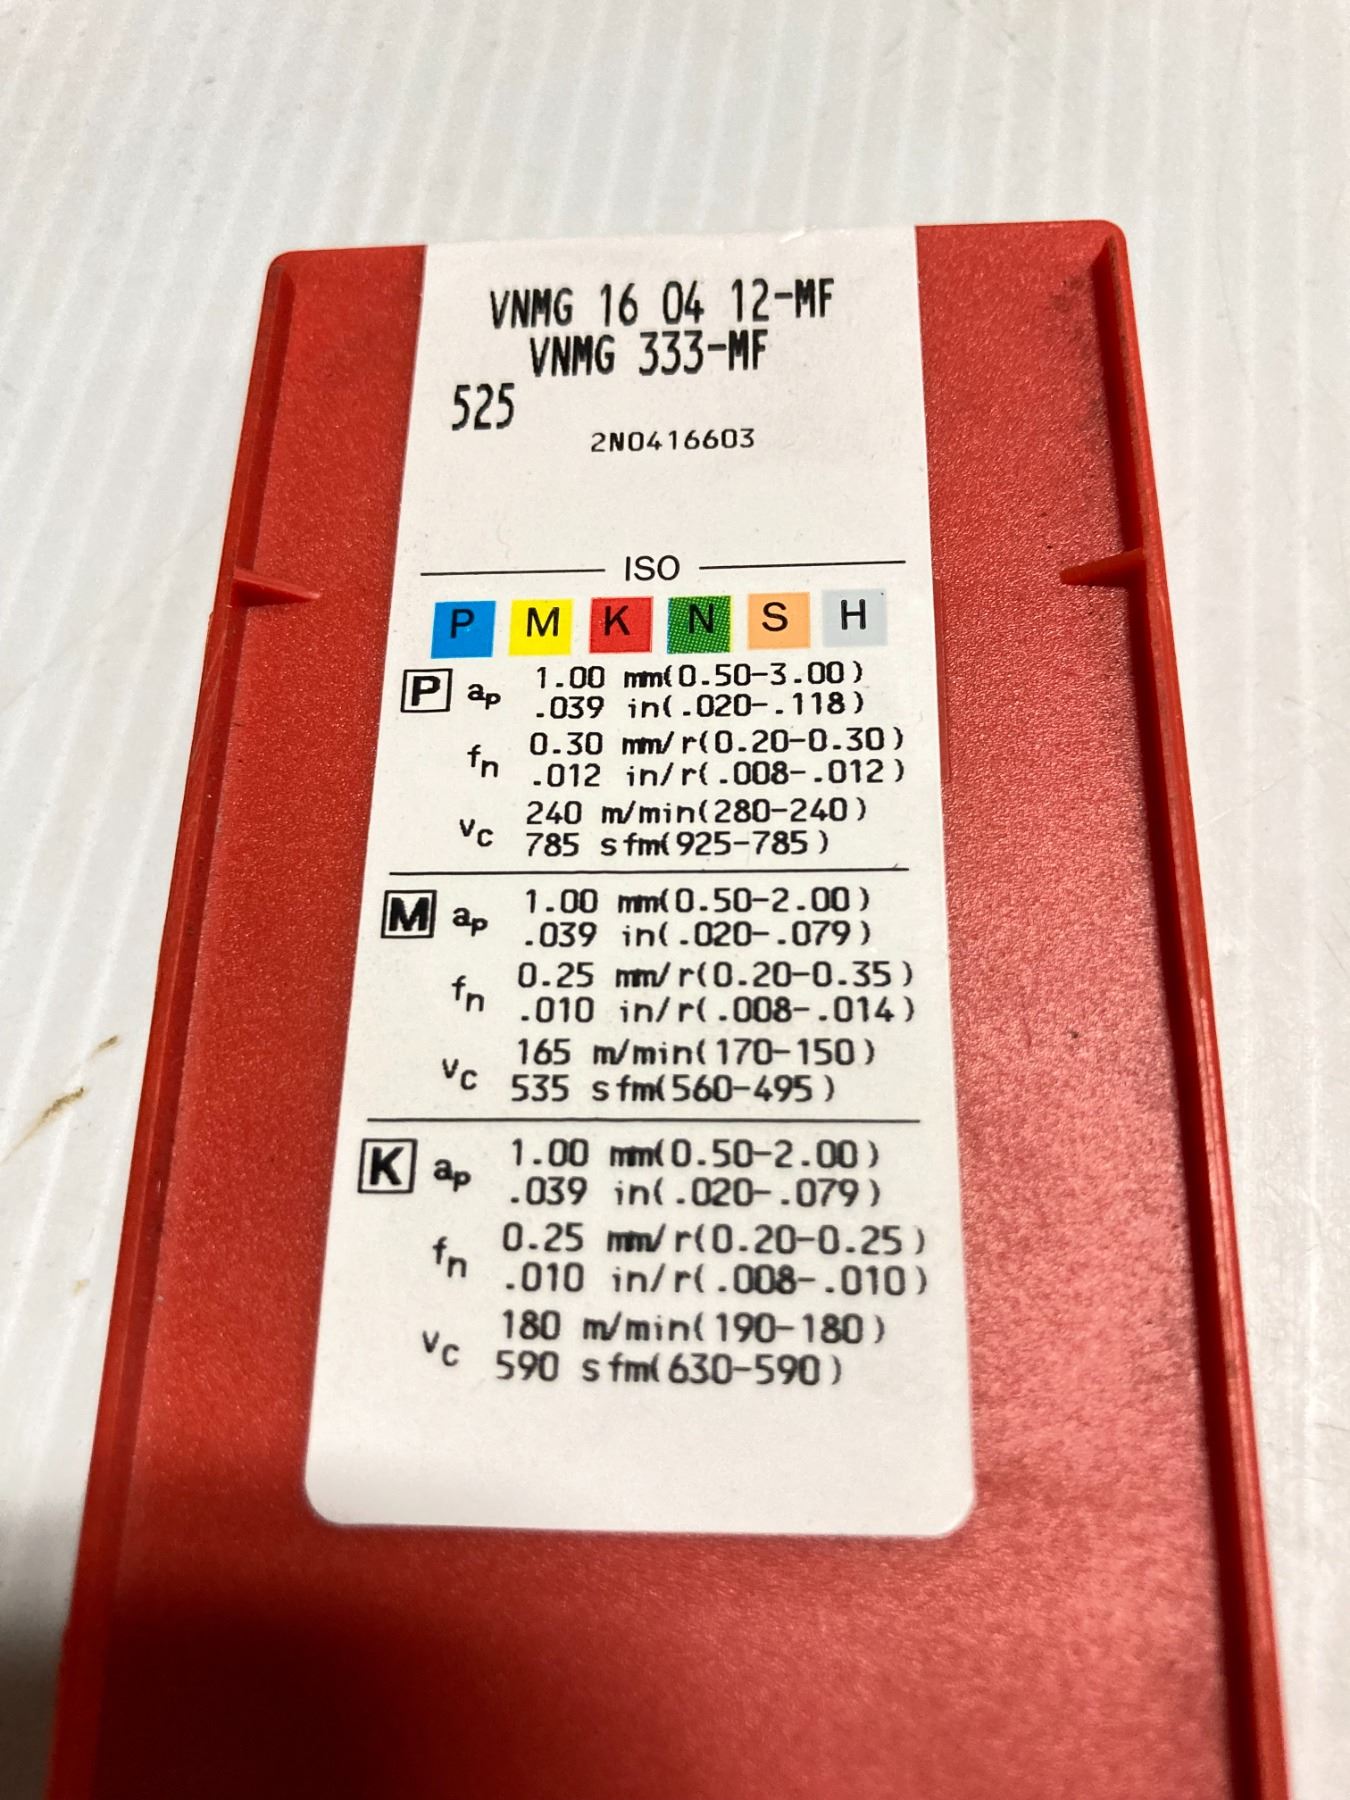 VNMG 16 04 12-MF
VNMG 333-MF
525
2N0416603
ISO
P M K N S H
P ap 1.00 mm(0.50-3.00)
.039 in(.020-.118)
fn 0.30 mm/r(0.20-0.30)
.012 in/r(.008-.012)
vc 240 m/min(280-240)
785 sfm(925-785)
M ap 1.00 mm(0.50-2.00)
.039 in(.020-.079)
fn 0.25 mm/r(0.20-0.35)
.010 in/r(.008-.014)
vc 165 m/min(170-150)
535 sfm(560-495)
K ap 1.00 mm(0.50-2.00)
.039 in(.020-.079)
fn 0.25 mm/r(0.20-0.25)
.010 in/r(.008-.010)
vc 180 m/min(190-180)
590 sfm(630-590)